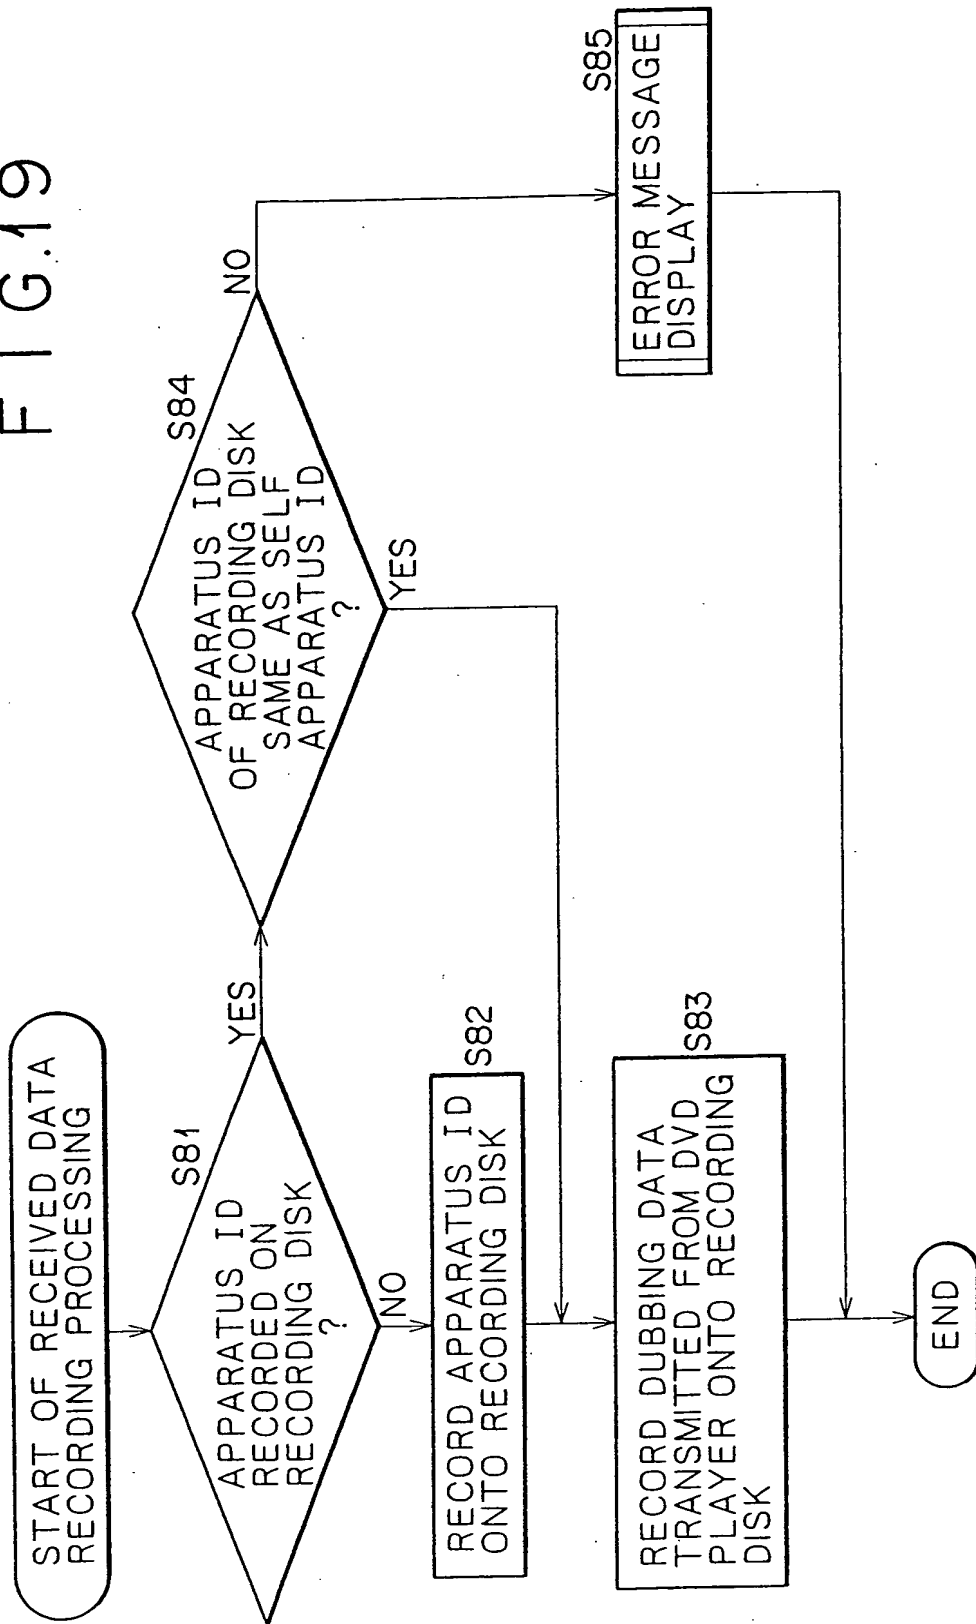 FIG.19
START OF RECEIVED DATA
RECORDING PROCESSING
S81
APPARATUS ID
RECORDED ON
RECORDING DISK
?
YES
NO
S84
APPARATUS ID
OF RECORDING DISK
SAME AS SELF
APPARATUS ID
?
NO
YES
S82
RECORD APPARATUS ID
ONTO RECORDING DISK
S83
RECORD DUBBING DATA
TRANSMITTED FROM DVD
PLAYER ONTO RECORDING
DISK
S85
ERROR MESSAGE
DISPLAY
END